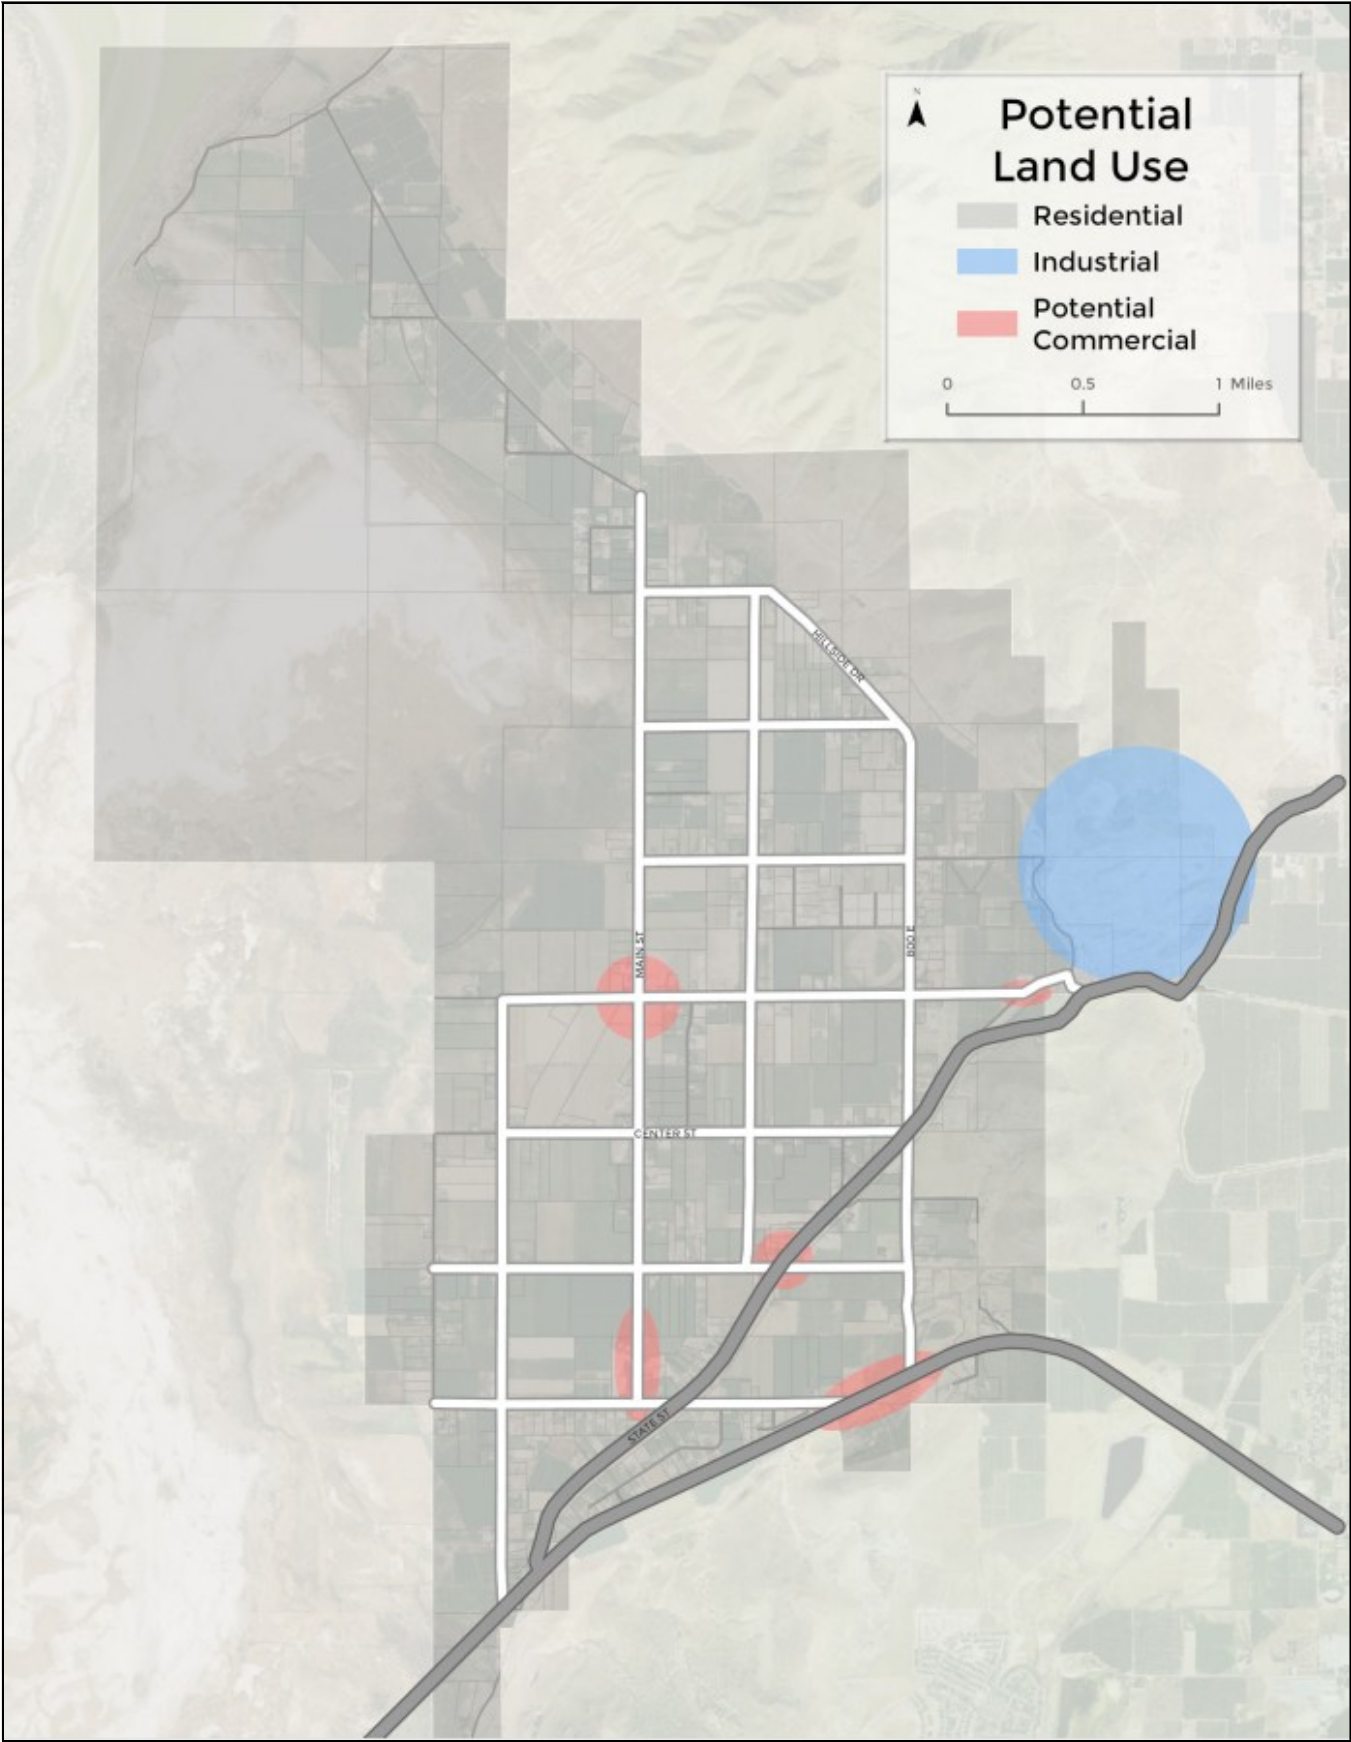 N
Potential
Land Use
Residential
Industrial
Potential
Commercial
0 0.5 1 Miles
HILLSIDE DR
MAIN ST
800 E
CENTER ST
STATE ST